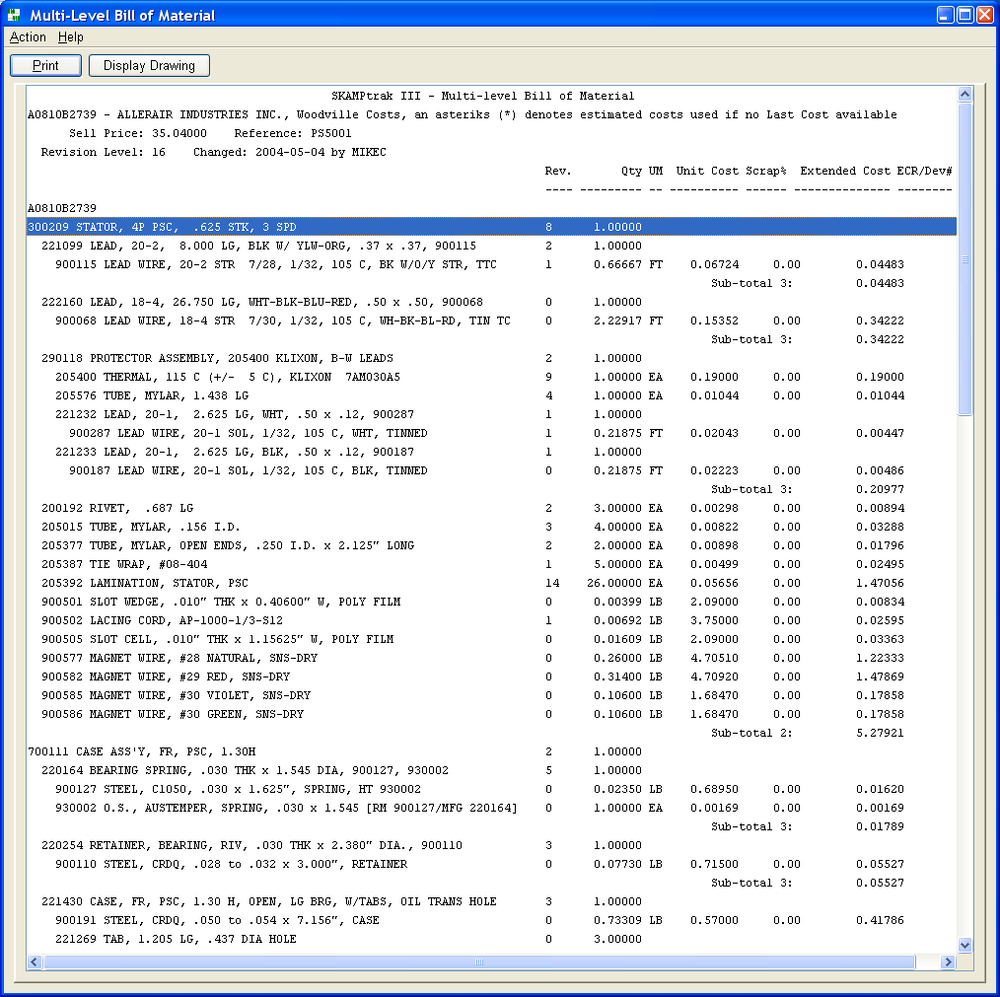 Multi-Level Bill of Material
Action Help
Print Display Drawing
SKAMPtrak III - Multi-level Bill of Material
A0810B2739 - ALLERAIR INDUSTRIES INC., Woodville Costs, an asteriks (*) denotes estimated costs used if no Last Cost available
Sell Price: 35.04000 Reference: PS5001
Revision Level: 16 Changed: 2004-05-04 by MIKEC
Rev. Qty UM Unit Cost Scrap% Extended Cost ECR/Dev#
---- --------- -- ---------- ------ -------------- --------
A0810B2739
300209 STATOR, 4P PSC, .625 STK, 3 SPD 8 1.00000
221099 LEAD, 20-2, 8.000 LG, BLK W/ YLW-ORG, .37 x .37, 900115 2 1.00000
900115 LEAD WIRE, 20-2 STR 7/28, 1/32, 105 C, BK W/O/Y STR, TTC 1 0.66667 FT 0.06724 0.00 0.04483
Sub-total 3: 0.04483
222160 LEAD, 18-4, 26.750 LG, WHT-BLK-BLU-RED, .50 x .50, 900068 0 1.00000
900068 LEAD WIRE, 18-4 STR 7/30, 1/32, 105 C, WH-BK-BL-RD, TIN TC 0 2.22917 FT 0.15352 0.00 0.34222
Sub-total 3: 0.34222
290118 PROTECTOR ASSEMBLY, 205400 KLIXON, B-W LEADS 2 1.00000
205400 THERMAL, 115 C (+/- 5 C), KLIXON 7AM030A5 9 1.00000 EA 0.19000 0.00 0.19000
205576 TUBE, MYLAR, 1.438 LG 4 1.00000 EA 0.01044 0.00 0.01044
221232 LEAD, 20-1, 2.625 LG, WHT, .50 x .12, 900287 1 1.00000
900287 LEAD WIRE, 20-1 SOL, 1/32, 105 C, WHT, TINNED 1 0.21875 FT 0.02043 0.00 0.00447
221233 LEAD, 20-1, 2.625 LG, BLK, .50 x .12, 900187 1 1.00000
900187 LEAD WIRE, 20-1 SOL, 1/32, 105 C, BLK, TINNED 0 0.21875 FT 0.02223 0.00 0.00486
Sub-total 3: 0.20977
200192 RIVET, .687 LG 2 3.00000 EA 0.00298 0.00 0.00894
205015 TUBE, MYLAR, .156 I.D. 3 4.00000 EA 0.00822 0.00 0.03288
205377 TUBE, MYLAR, OPEN ENDS, .250 I.D. x 2.125" LONG 2 2.00000 EA 0.00898 0.00 0.01796
205387 TIE WRAP, #08-404 1 5.00000 EA 0.00499 0.00 0.02495
205392 LAMINATION, STATOR, PSC 14 26.00000 EA 0.05656 0.00 1.47056
900501 SLOT WEDGE, .010" THK x 0.40600" W, POLY FILM 0 0.00399 LB 2.09000 0.00 0.00834
900502 LACING CORD, AP-1000-1/3-S12 1 0.00692 LB 3.75000 0.00 0.02595
900505 SLOT CELL, .010" THK x 1.15625" W, POLY FILM 0 0.01609 LB 2.09000 0.00 0.03363
900577 MAGNET WIRE, #28 NATURAL, SNS-DRY 0 0.26000 LB 4.70510 0.00 1.22333
900582 MAGNET WIRE, #29 RED, SNS-DRY 0 0.31400 LB 4.70920 0.00 1.47869
900585 MAGNET WIRE, #30 VIOLET, SNS-DRY 0 0.10600 LB 1.68470 0.00 0.17858
900586 MAGNET WIRE, #30 GREEN, SNS-DRY 0 0.10600 LB 1.68470 0.00 0.17858
Sub-total 2: 5.27921
700111 CASE ASS'Y, FR, PSC, 1.30H 2 1.00000
220164 BEARING SPRING, .030 THK x 1.545 DIA, 900127, 930002 5 1.00000
900127 STEEL, C1050, .030 x 1.625", SPRING, HT 930002 0 0.02350 LB 0.68950 0.00 0.01620
930002 O.S., AUSTEMPER, SPRING, .030 x 1.545 [RM 900127/MFG 220164] 0 1.00000 EA 0.00169 0.00 0.00169
Sub-total 3: 0.01789
220254 RETAINER, BEARING, RIV, .030 THK x 2.380" DIA., 900110 3 1.00000
900110 STEEL, CRDQ, .028 to .032 x 3.000", RETAINER 0 0.07730 LB 0.71500 0.00 0.05527
Sub-total 3: 0.05527
221430 CASE, FR, PSC, 1.30 H, OPEN, LG BRG, W/TABS, OIL TRANS HOLE 3 1.00000
900191 STEEL, CRDQ, .050 to .054 x 7.156", CASE 0 0.73309 LB 0.57000 0.00 0.41786
221269 TAB, 1.205 LG, .437 DIA HOLE 0 3.00000